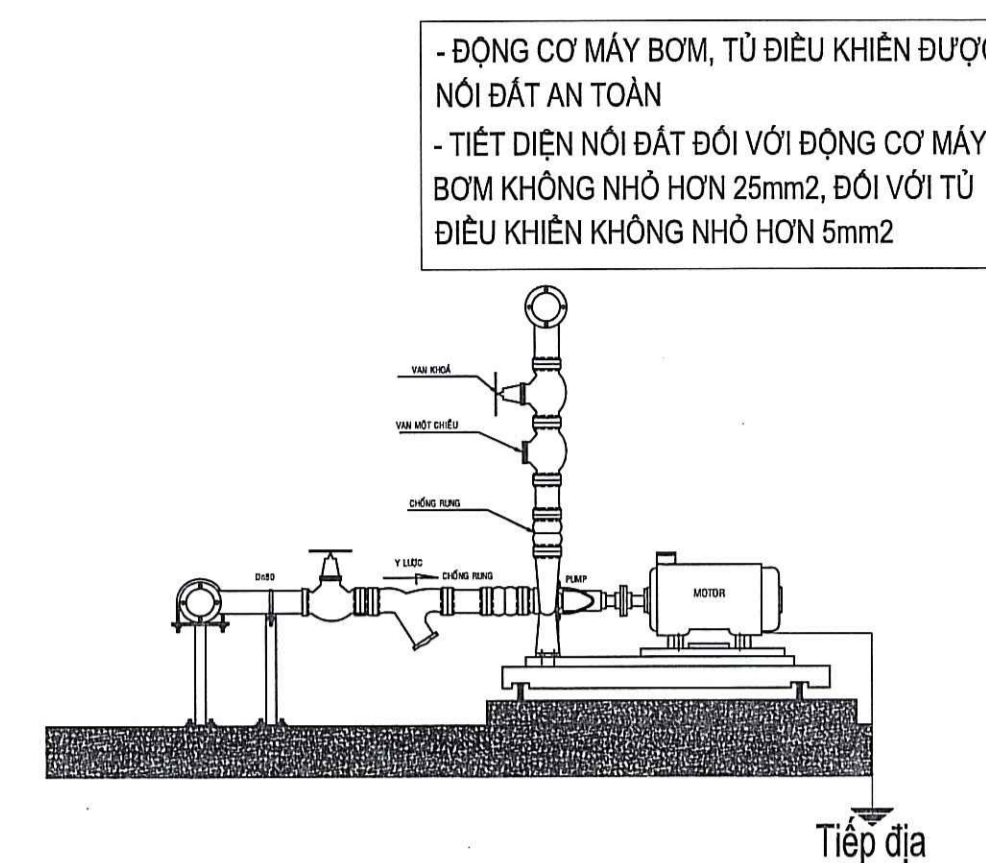 - ĐỘNG CƠ MÁY BƠM, TỦ ĐIỀU KHIỂN ĐƯỢC
NỐI ĐẤT AN TOÀN
- TIẾT DIỆN NỐI ĐẤT ĐỐI VỚI ĐỘNG CƠ MÁY
BƠM KHÔNG NHỎ HƠN 25mm2, ĐỐI VỚI TỦ
ĐIỀU KHIỂN KHÔNG NHỎ HƠN 5mm2
VAN KHOÁ
VAN MỘT CHIỀU
CHỐNG RUNG
Y LƯỢC
Dn50
CHỐNG RUNG
PUMP
MOTOR
Tiếp địa